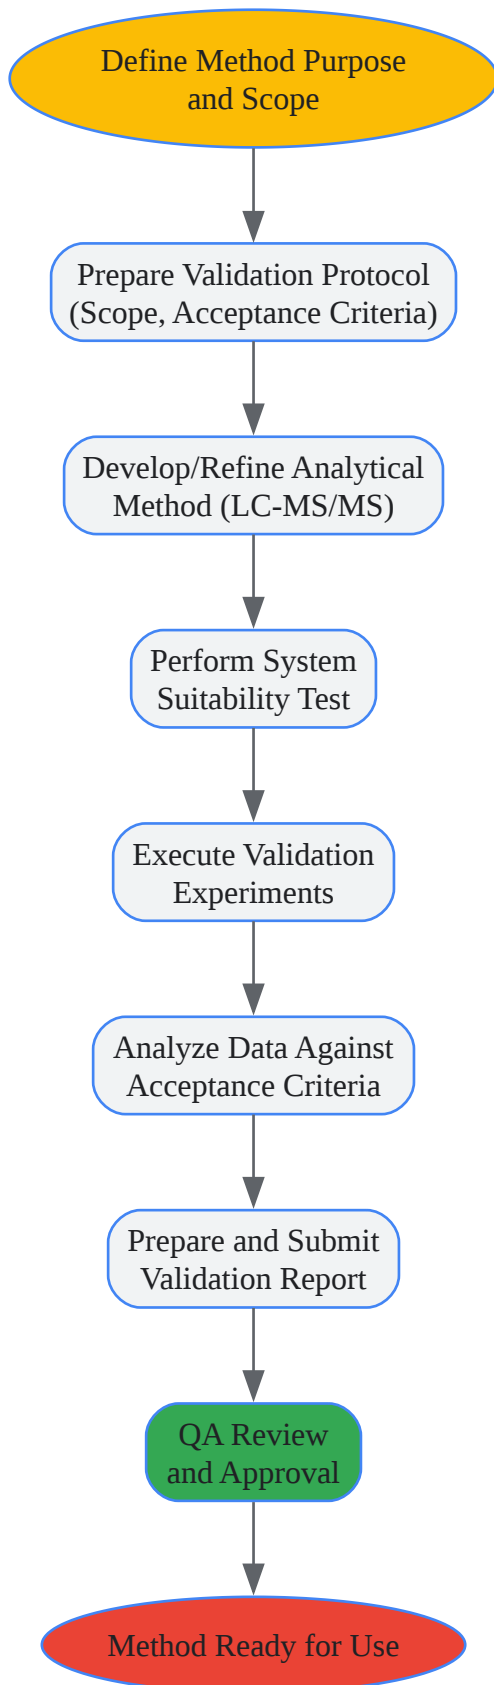 Define Method Purpose
and Scope
Prepare Validation Protocol
(Scope, Acceptance Criteria)
Develop/Refine Analytical
Method (LC-MS/MS)
Perform System
Suitability Test
Execute Validation
Experiments
Analyze Data Against
Acceptance Criteria
Prepare and Submit
Validation Report
QA Review
and Approval
Method Ready for Use